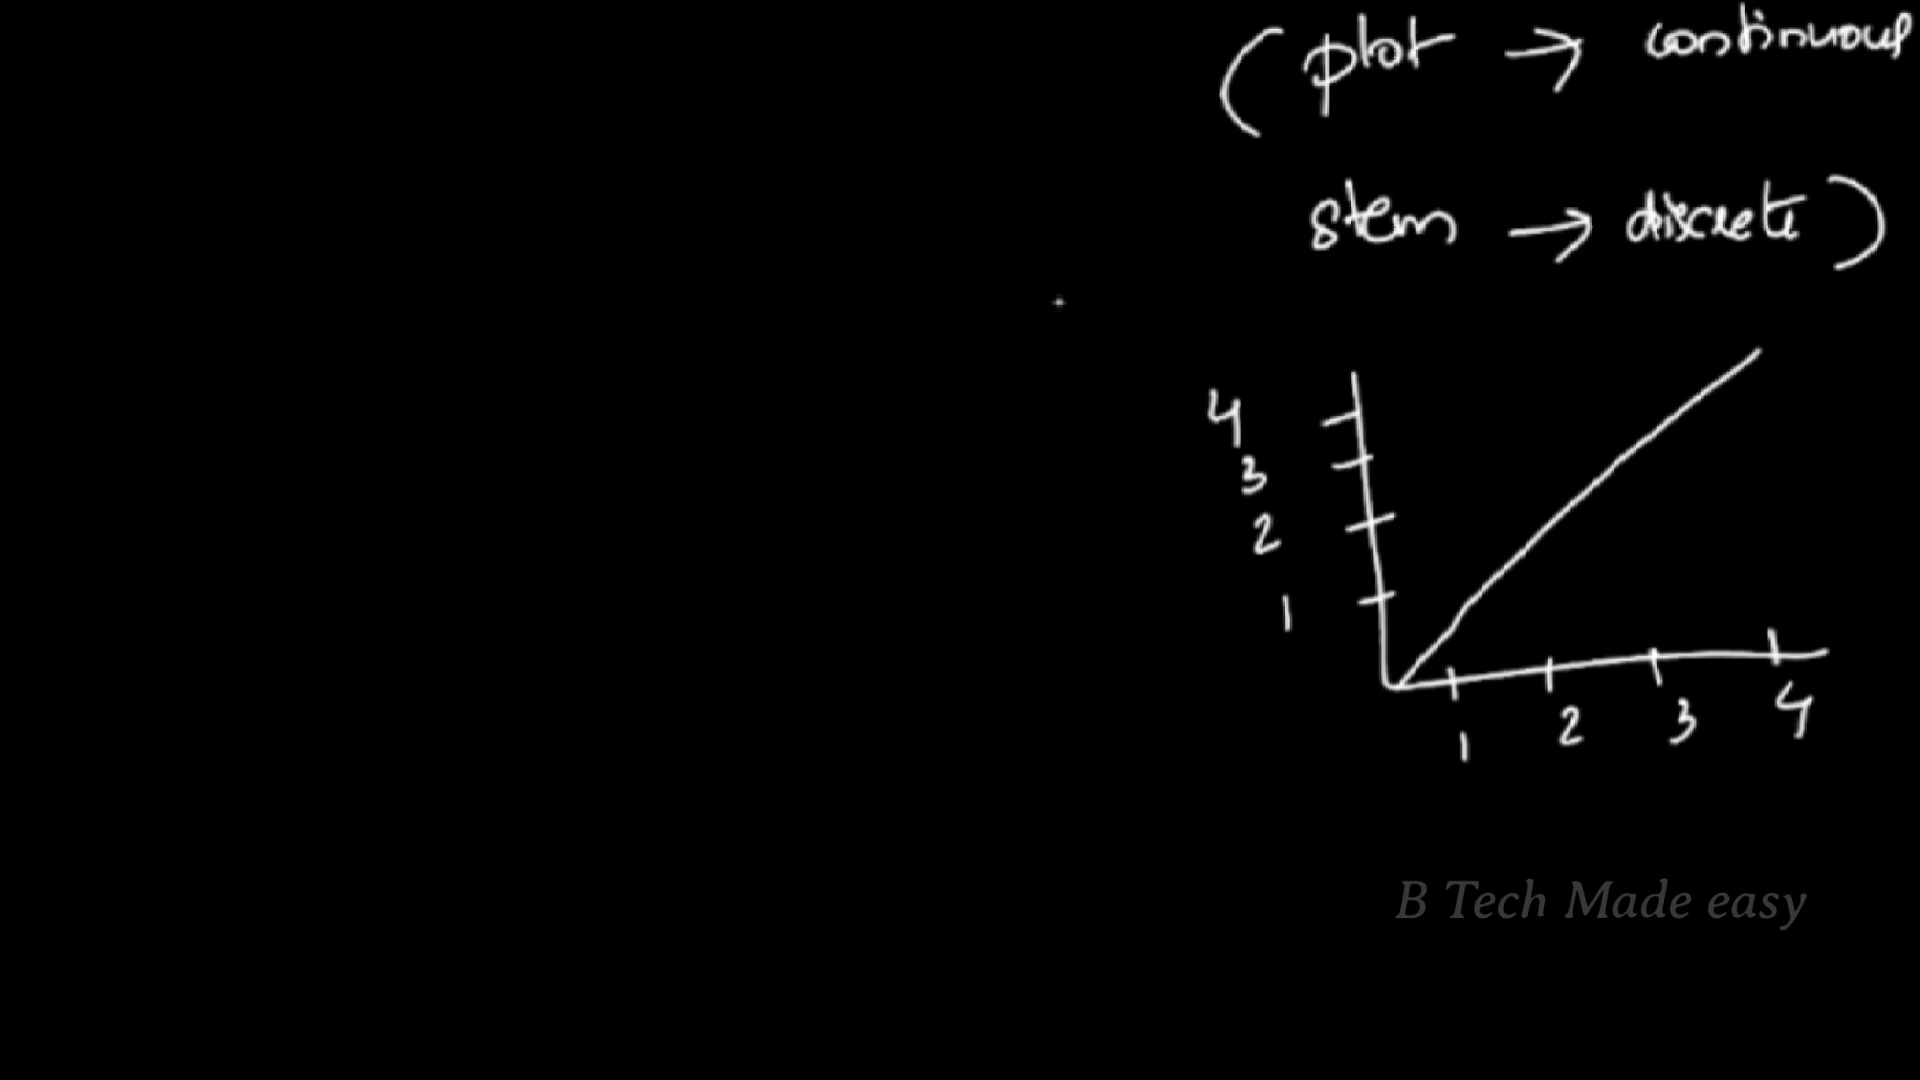 (plot → continuous
stem → discrete)
4
3
2
1
1 2 3 4
B Tech Made easy